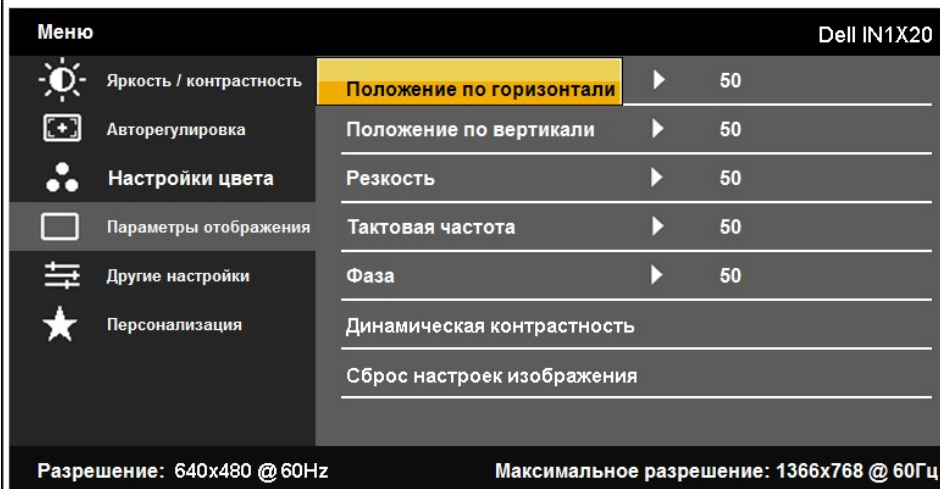 Меню Dell IN1X20
Яркость / контрастность Положение по горизонтали 50
Авторегулировка Положение по вертикали 50
Настройки цвета Резкость 50
Параметры отображения Тактовая частота 50
Другие настройки Фаза 50
Персонализация Динамическая контрастность
Сброс настроек изображения
Разрешение: 640x480 @ 60Hz Максимальное разрешение: 1366x768 @ 60Гц